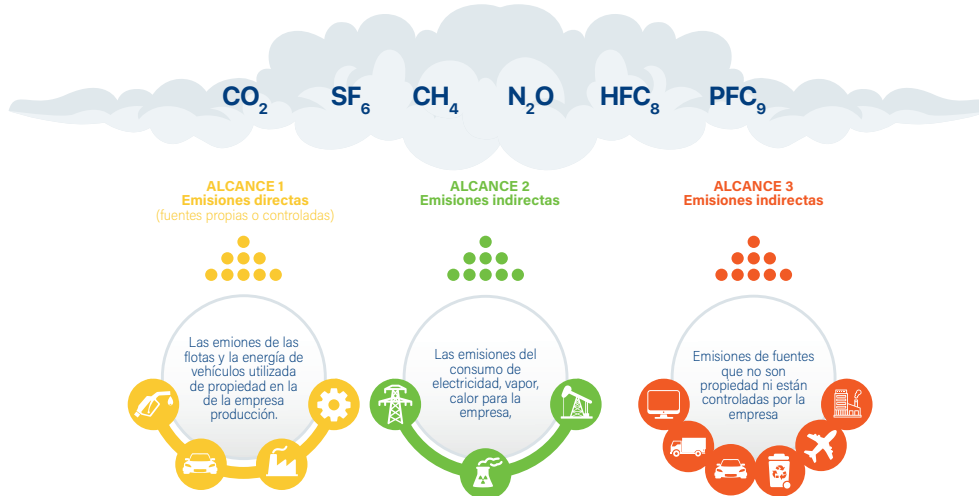 CO2 SF6 CH4 N2O HFC8 PFC9
ALCANCE 1
Emisiones directas
(fuentes propias o controladas)
Las emiones de las
flotas y la energía de
vehículos utilizada
de propiedad en la
de la empresa
producción.
ALCANCE 2
Emisiones indirectas
Las emisiones del
consumo de
electricidad, vapor,
calor para la
empresa,
ALCANCE 3
Emisiones indirectas
Emisiones de fuentes
que no son
propiedad ni están
controladas por la
empresa